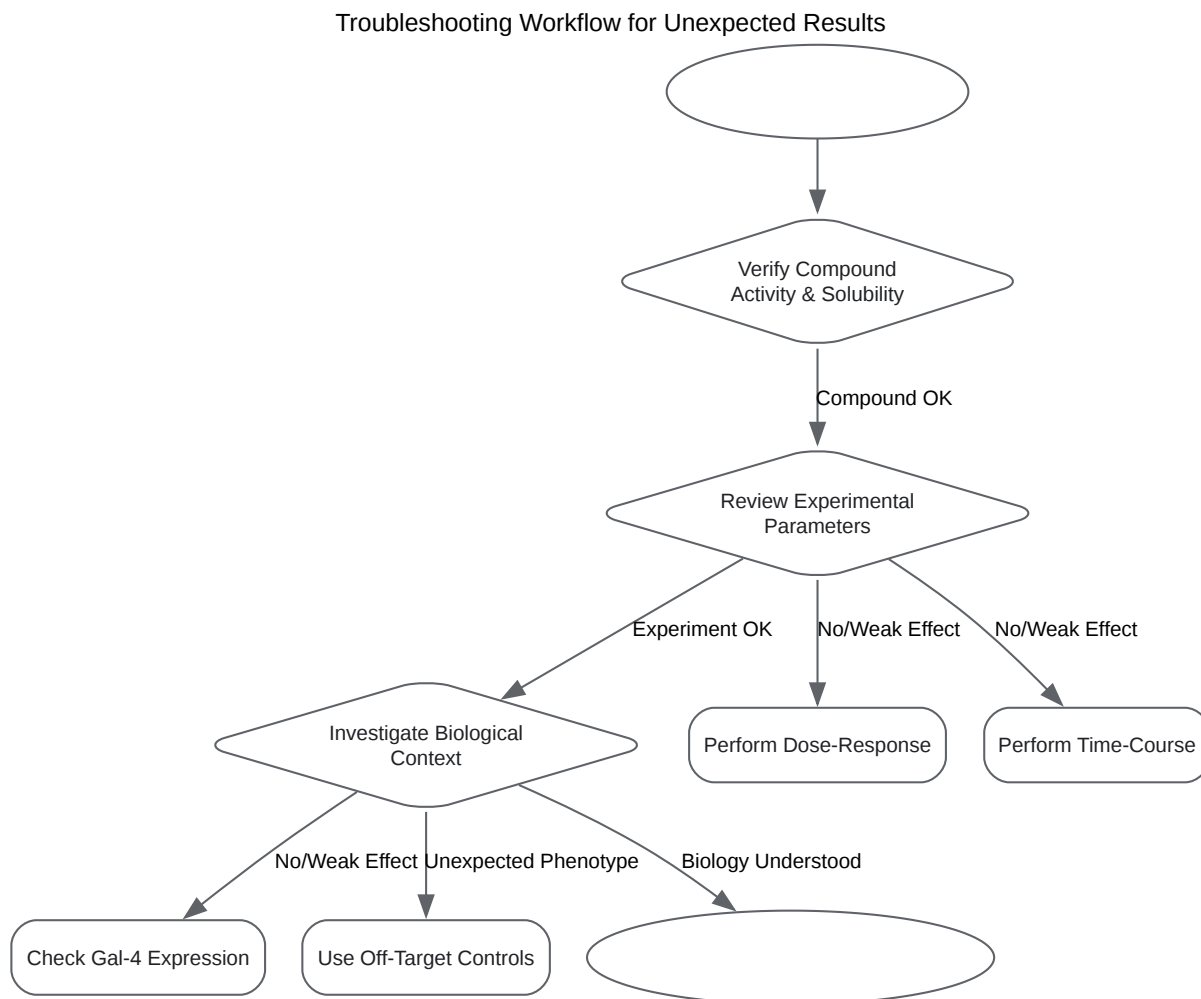 Troubleshooting Workflow for Unexpected Results
Verify Compound
Activity & Solubility
Compound OK
Review Experimental
Parameters
Experiment OK
No/Weak Effect
No/Weak Effect
Investigate Biological
Context
Perform Dose-Response
Perform Time-Course
No/Weak Effect
Unexpected Phenotype
Biology Understood
Check Gal-4 Expression
Use Off-Target Controls